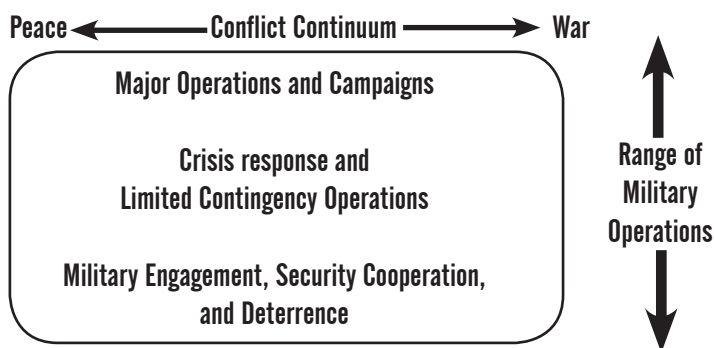 Peace Conflict Continuum War
Major Operations and Campaigns
Crisis response and
Limited Contingency Operations
Military Engagement, Security Cooperation,
and Deterrence
Range of
Military
Operations